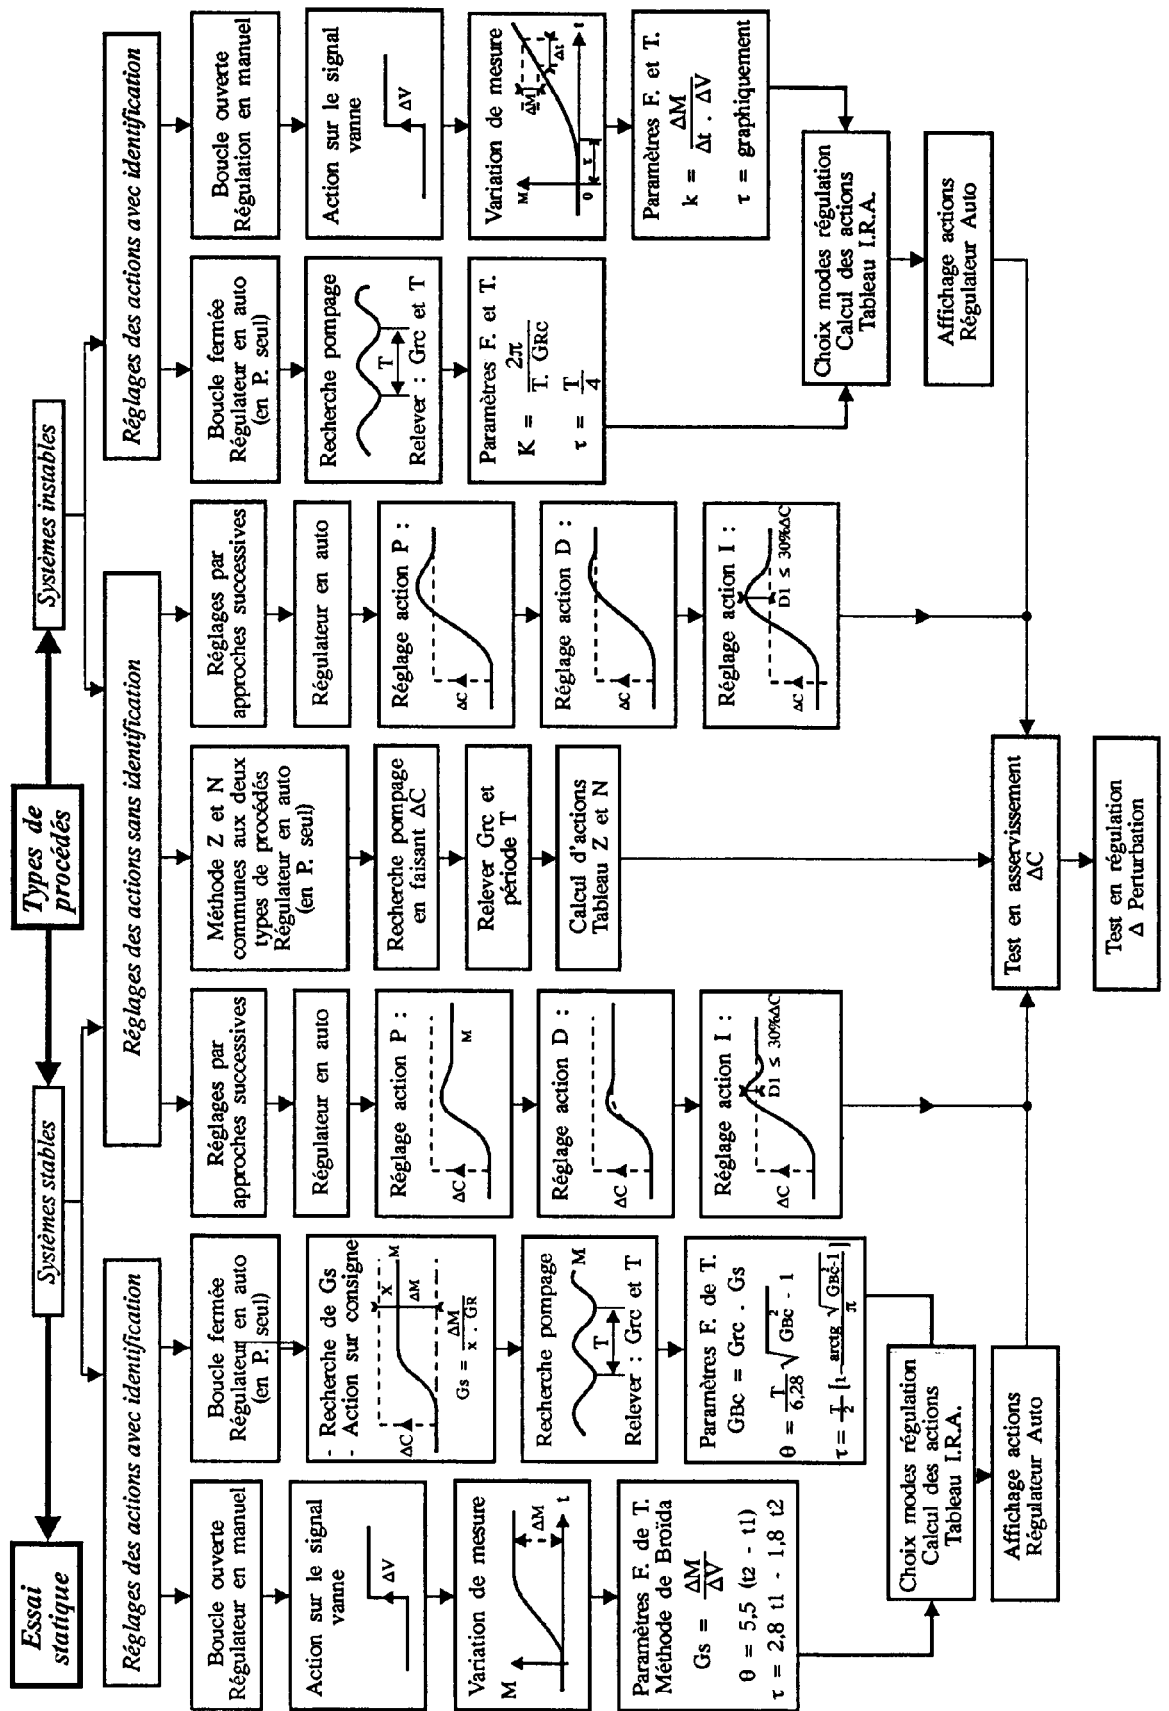 Essai
statique
Types de
procédés
Systèmes stables
Systèmes instables
Réglages des actions avec identification
Réglages des actions sans identification
Réglages des actions avec identification
Boucle ouverte
Régulateur en manuel
Action sur le signal
vanne
ΔV
Variation de mesure
M
ΔM
t
Paramètres F. de T.
Méthode de Broïda
Gs = ΔM / ΔV
θ = 5,5 (t2 - t1)
τ = 2,8 t1 - 1,8 t2
Boucle fermée
Régulateur en auto
(en P. seul)
- Recherche de Gs
- Action sur consigne
X
M
ΔM
ΔC
Gs = ΔM / x . GR
Recherche pompage
M
T
Relever : Grc et T
Paramètres F. de T.
GBc = Grc . Gs
θ = T / 6,28 √GBc² - 1
τ = T / 2 [1 - arctg √GBc² -1 / π]
Choix modes régulation
Calcul des actions
Tableau I.R.A.
Affichage actions
Régulateur Auto
Réglages par
approches successives
Régulateur en auto
Réglage action P :
ΔC
M
Réglage action D :
ΔC
Réglage action I :
ΔC
D1 ≤ 30%ΔC
Méthode Z et N
communes aux deux
types de procédés
Régulateur en auto
(en P. seul)
Recherche pompage
en faisant ΔC
Relever Grc et
période T
Calcul d'actions
Tableau Z et N
Réglages par
approches successives
Régulateur en auto
Réglage action P :
ΔC
Réglage action D :
ΔC
Réglage action I :
ΔC
D1 ≤ 30%ΔC
Boucle fermée
Régulateur en auto
(en P. seul)
Recherche pompage
T
Relever : Grc et T
Paramètres F. et T.
K = 2π / T. GRc
τ = T / 4
Boucle ouverte
Régulation en manuel
Action sur le signal
vanne
ΔV
Variation de mesure
M
ΔM
Δt
t
0
τ
Paramètres F. et T.
k = ΔM / Δt . ΔV
τ = graphiquement
Choix modes régulation
Calcul des actions
Tableau I.R.A.
Affichage actions
Régulateur Auto
Test en asservissement
ΔC
Test en régulation
Δ Perturbation